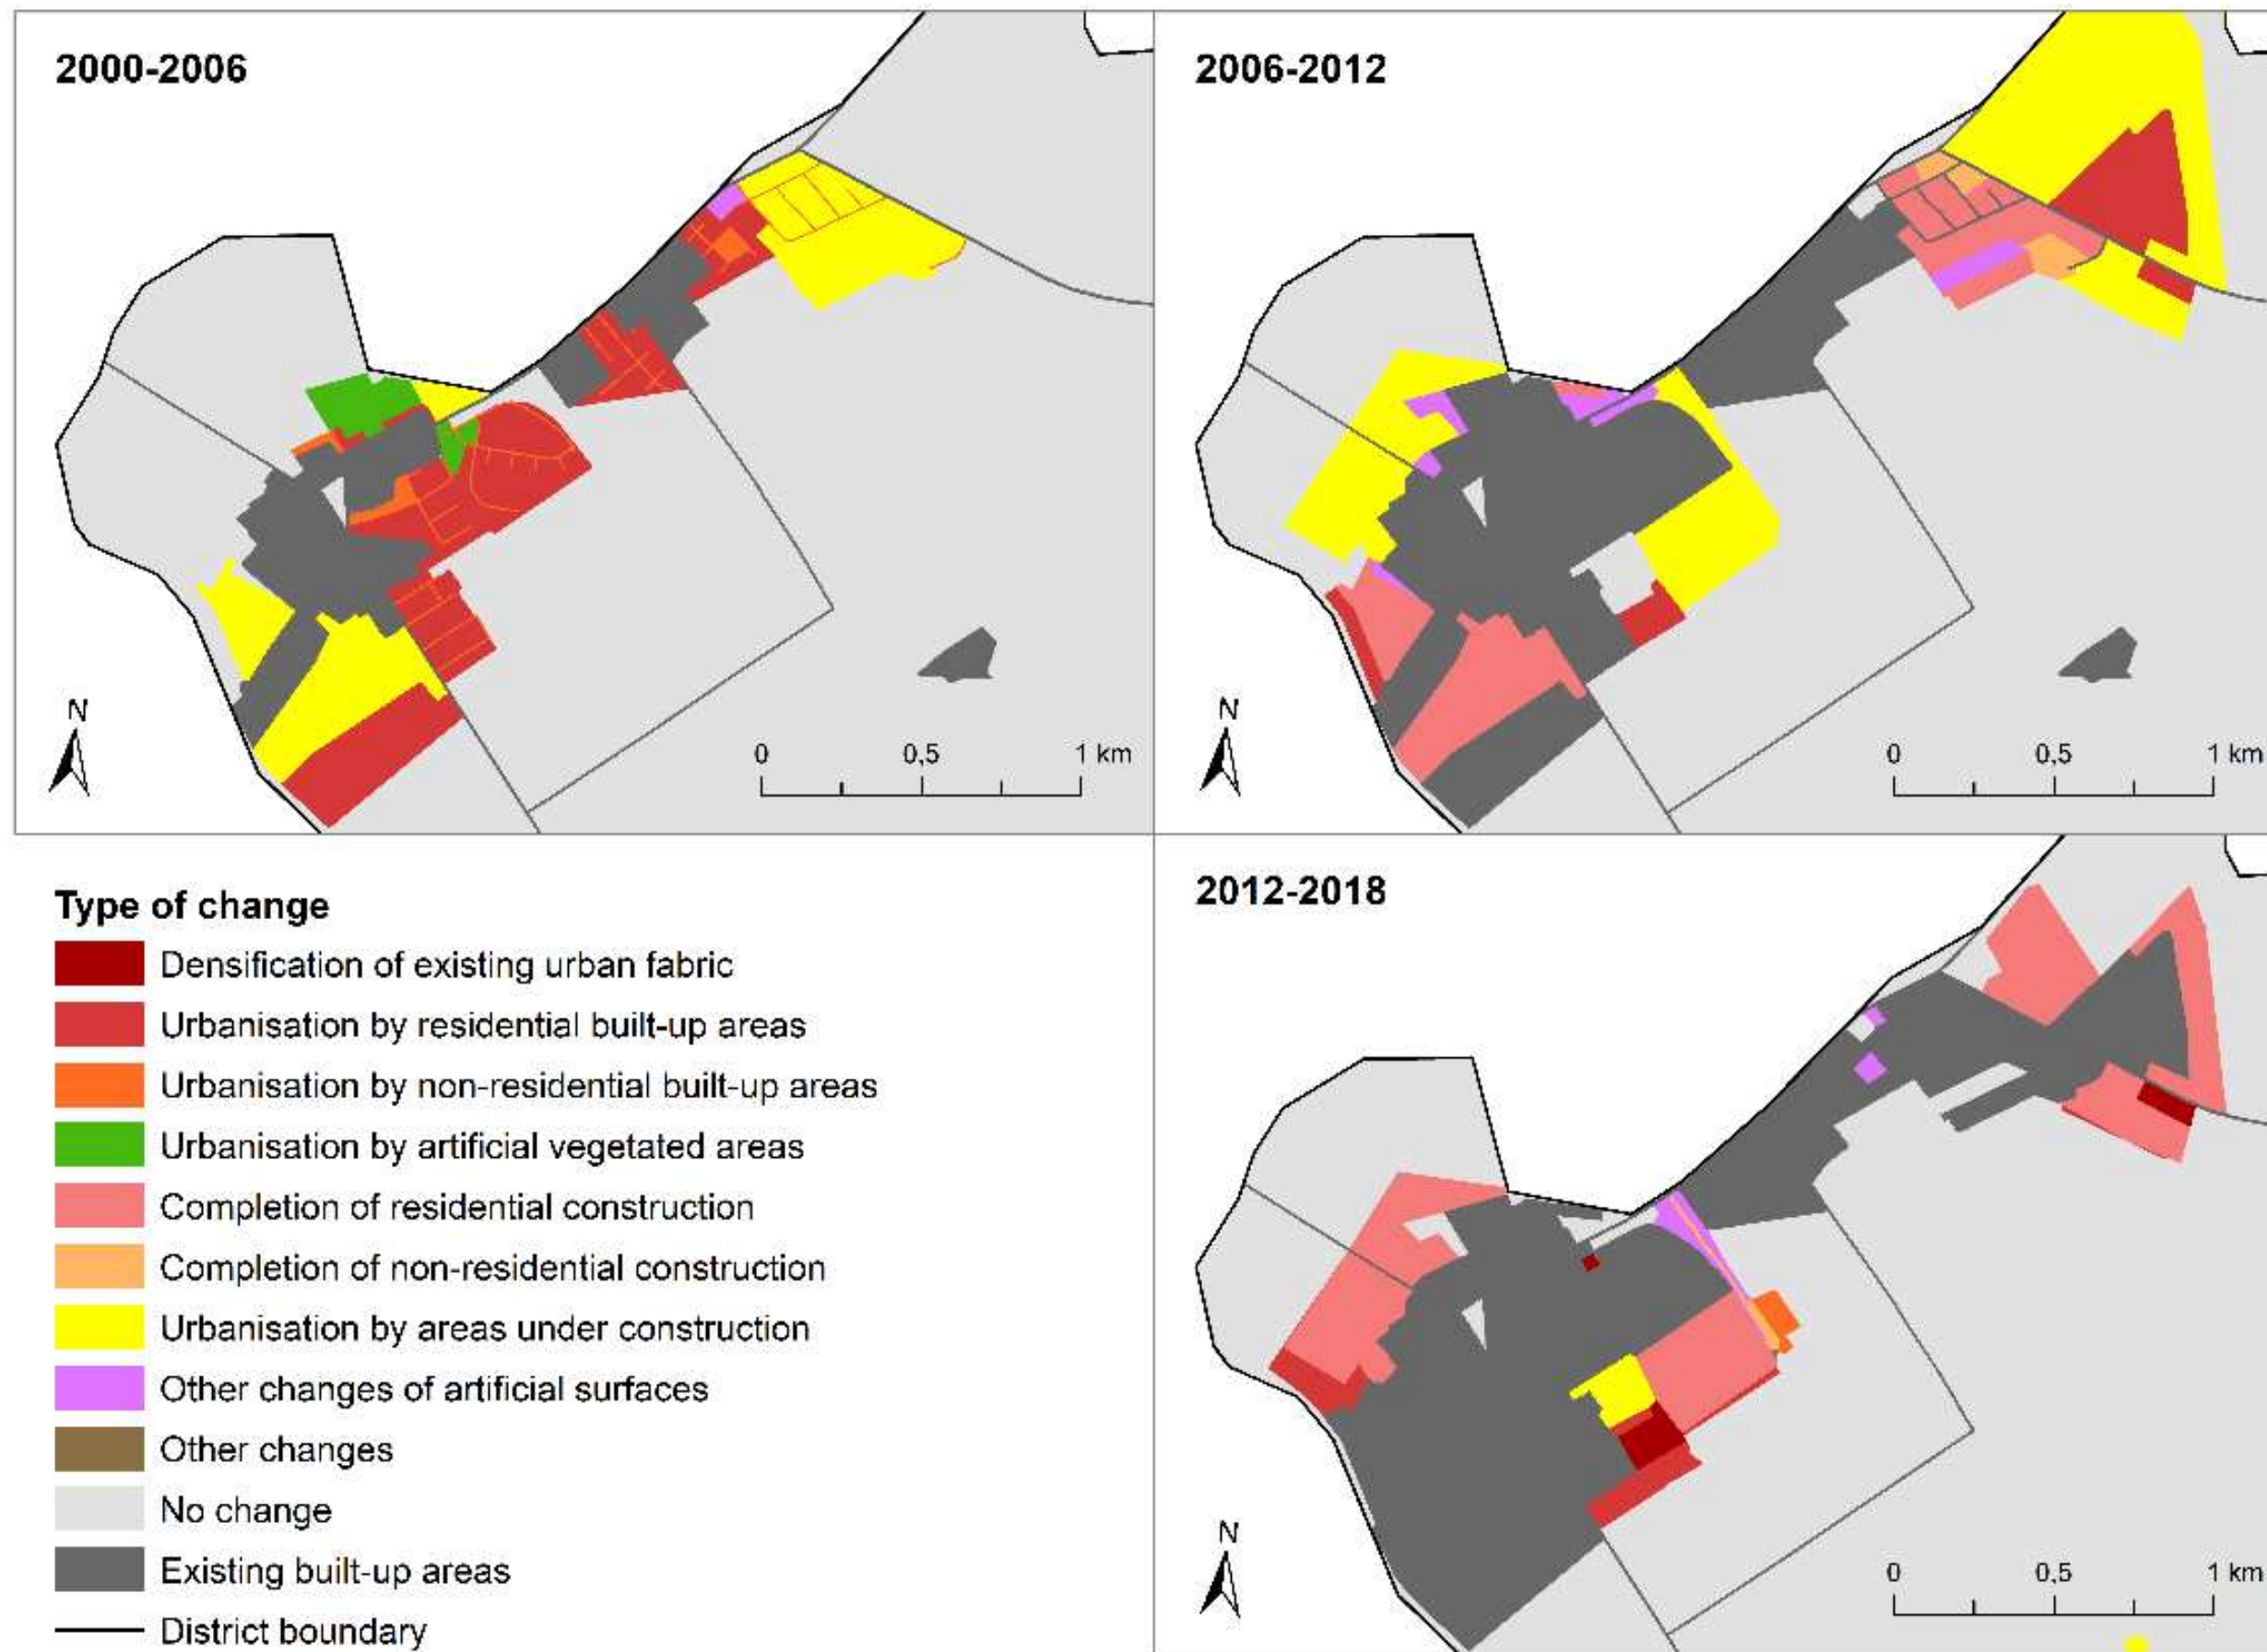 2000-2006
N
0 0,5 1 km
2006-2012
N
0 0,5 1 km
Type of change
Densification of existing urban fabric
Urbanisation by residential built-up areas
Urbanisation by non-residential built-up areas
Urbanisation by artificial vegetated areas
Completion of residential construction
Completion of non-residential construction
Urbanisation by areas under construction
Other changes of artificial surfaces
Other changes
No change
Existing built-up areas
District boundary
2012-2018
N
0 0,5 1 km